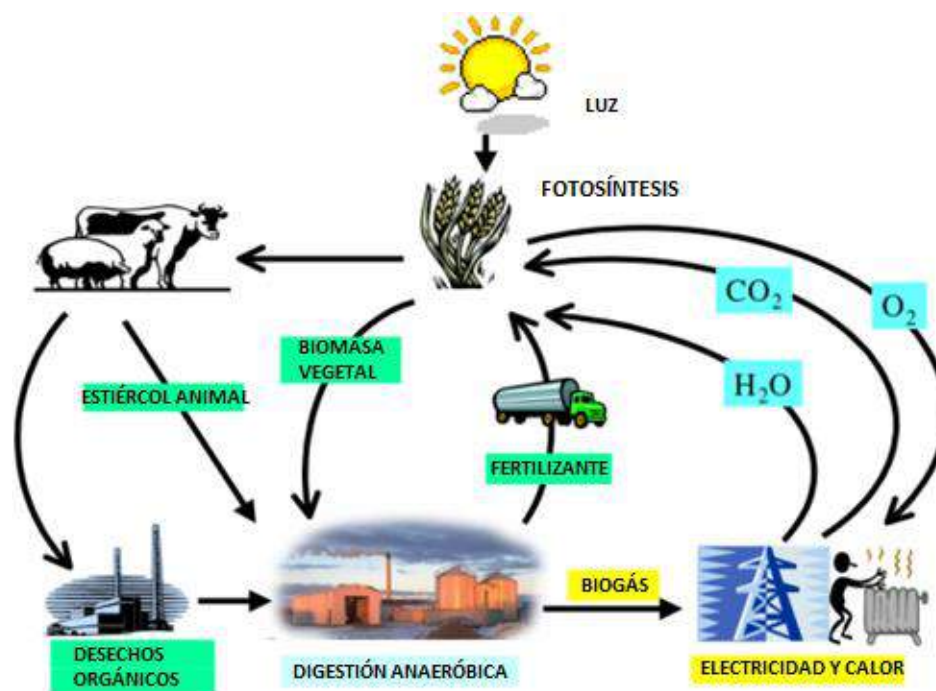 LUZ
FOTOSÍNTESIS
CO₂
O₂
BIOMASA
VEGETAL
ESTIÉRCOL ANIMAL
H₂O
FERTILIZANTE
BIOGÁS
DESECHOS
ORGÁNICOS
DIGESTIÓN ANAERÓBICA
ELECTRICIDAD Y CALOR